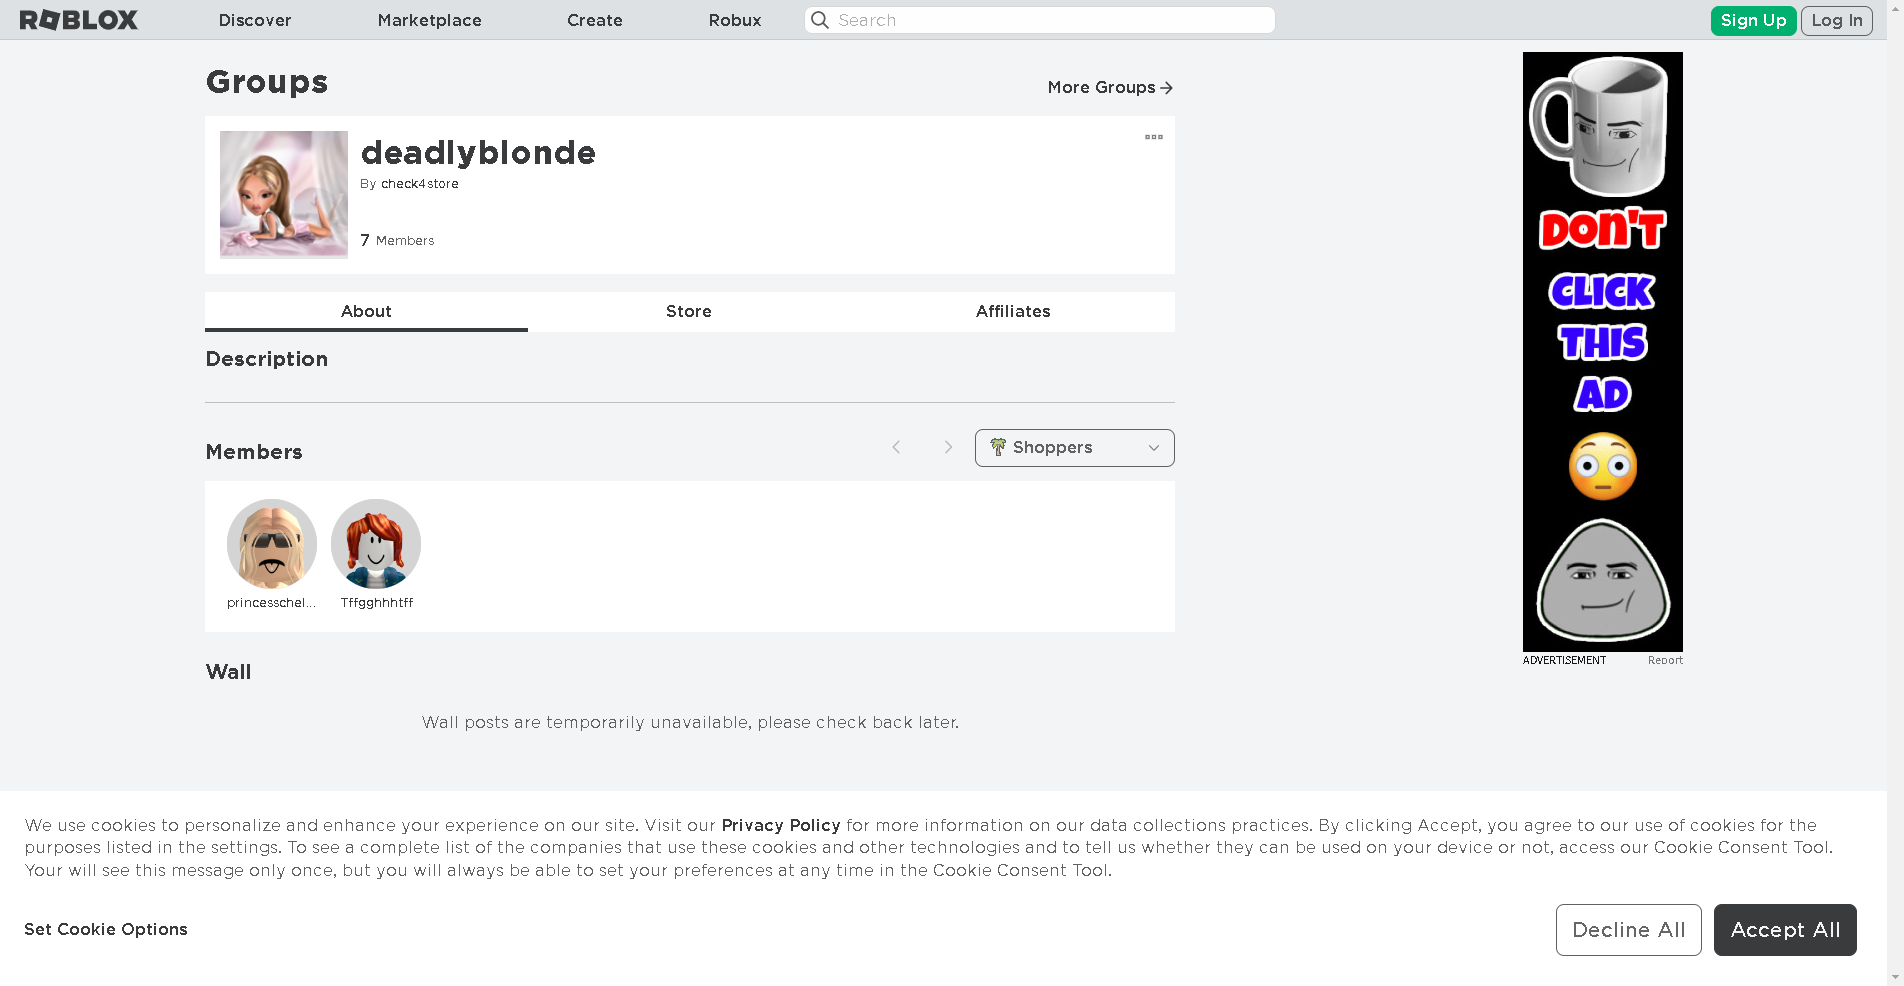 ROBLOX Discover Marketplace Create Robux Search Sign Up Log In
Groups
More Groups
deadlyblonde
By check4store
7 Members
About Store Affiliates
Description
Members
Shoppers
princesschel... Tffgghhhtff
Wall
Wall posts are temporarily unavailable, please check back later.
DON'T
CLICK
THIS
AD
ADVERTISEMENT Report
We use cookies to personalize and enhance your experience on our site. Visit our Privacy Policy for more information on our data collections practices. By clicking Accept, you agree to our use of cookies for the
purposes listed in the settings. To see a complete list of the companies that use these cookies and other technologies and to tell us whether they can be used on your device or not, access our Cookie Consent Tool.
Your will see this message only once, but you will always be able to set your preferences at any time in the Cookie Consent Tool.
Set Cookie Options
Decline All Accept All